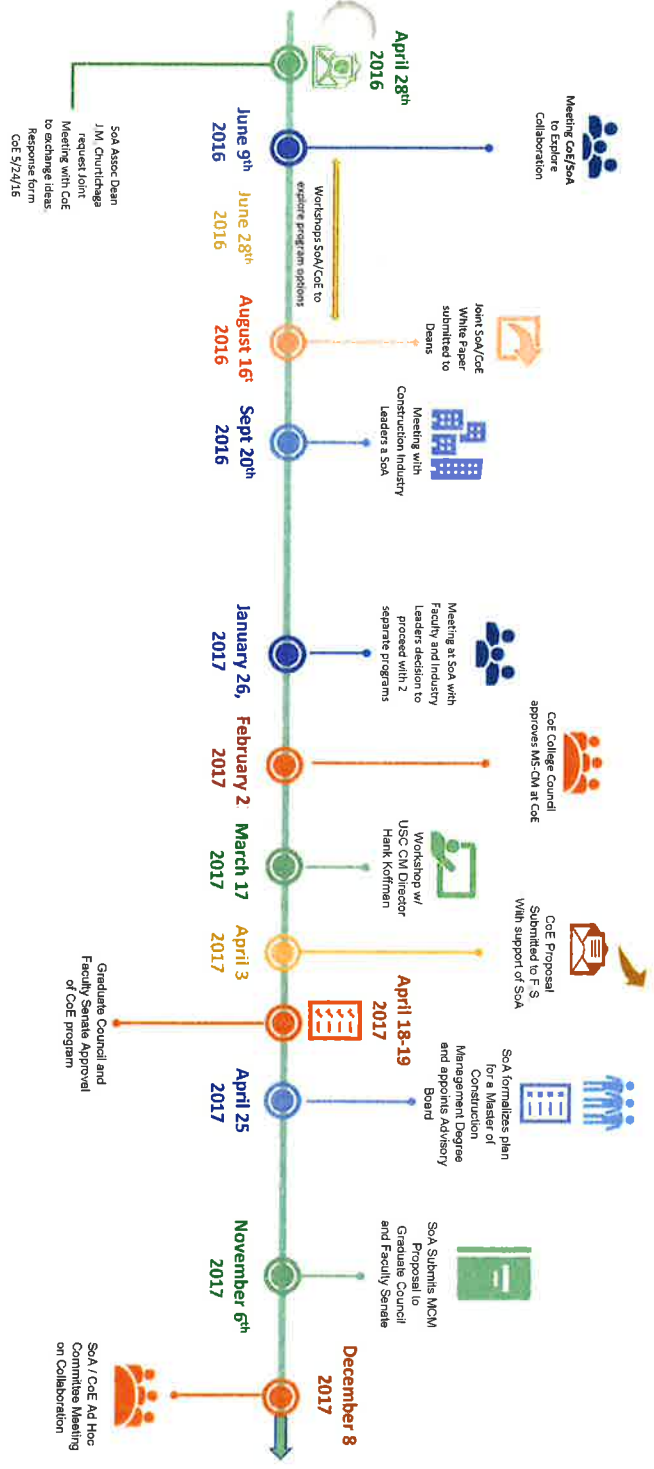 April 28th
2016
SoA Assoc Dean
J.M. Churtichaga
request Joint
Meeting with CoE
to exchange ideas.
Response form
CoE 5/24/16
Meeting CoE/SoA
to Explore
Collaboration
June 9th
2016
Workshops SoA/CoE to
explore program options
June 28th
2016
Joint SoA/CoE
White Paper
submitted to
Deans
August 16t
2016
Meeting with
Construction Industry
Leaders a SoA
Sept 20th
2016
Meeting at SoA with
Faculty and Industry
Leaders decision to
proceed with 2
separate programs
January 26,
2017
CoE College Council
approves MS-CM at CoE
February 2
2017
Workshop w/
USC CM Director
Hank Koffman
March 17
2017
CoE Proposal
Submitted to F.S
With support of SoA
April 3
2017
April 18-19
2017
Graduate Council and
Faculty Senate Approval
of CoE program
SoA formalizes plan
for a Master of
Construction
Management Degree
and appoints Advisory
Board
April 25
2017
SoA Submits MCM
Proposal to
Graduate Council
and Faculty Senate
November 6th
2017
December 8
2017
SoA / CoE Ad Hoc
Committee Meeting
on Collaboration